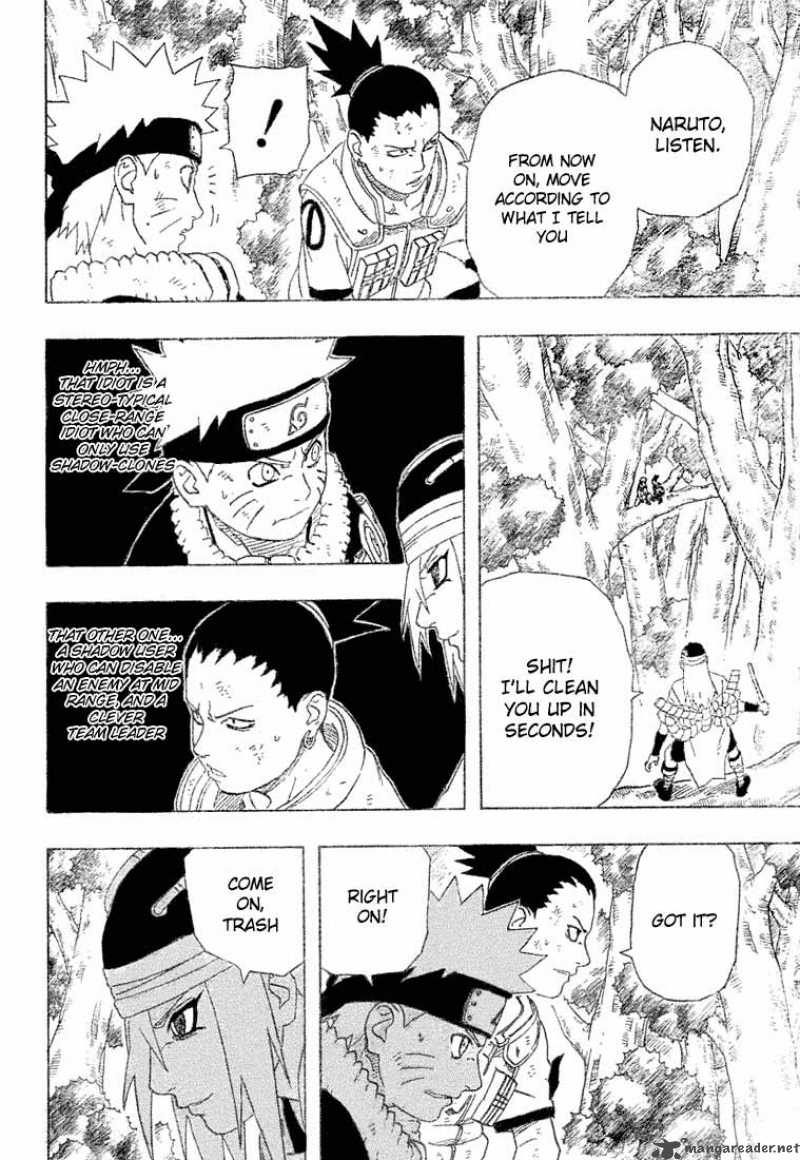 NARUTO,
LISTEN.
FROM NOW
ON, MOVE
ACCORDING TO
WHAT I TELL
YOU
!
SHIT!
I'LL CLEAN
YOU UP IN
SECONDS!
HMPH...
THAT IDIOT IS A
STEREO-TYPICAL
CLOSE-RANGE
IDIOT WHO CAN
ONLY USE
SHADOW-CLONES
THAT OTHER ONE...
A SHADOW USER
WHO CAN DISABLE
AN ENEMY AT MID
RANGE, AND A
CLEVER
TEAM LEADER
GOT IT?
RIGHT
ON!
COME
ON,
TRASH
mangareader.net